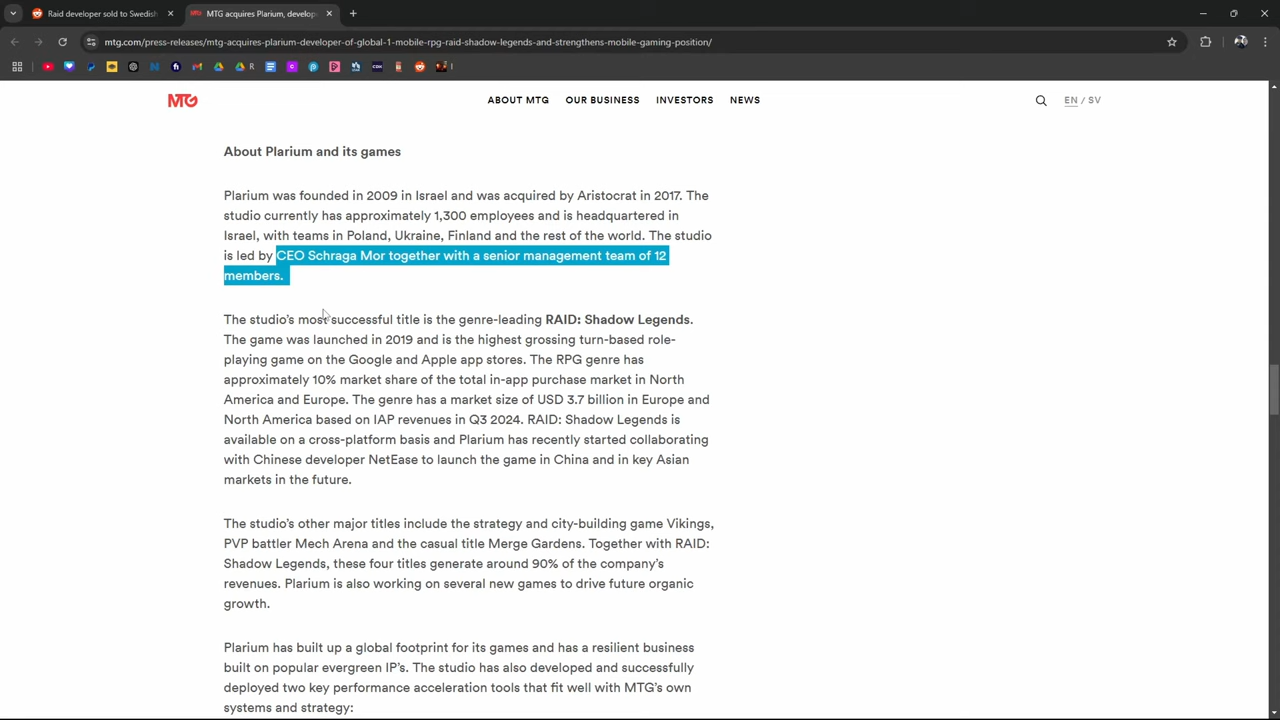 Raid developer sold to Swedish
MTG acquires Plarium, develope
mtg.com/press-releases/mtg-acquires-plarium-developer-of-global-1-mobile-rpg-raid-shadow-legends-and-strengthens-mobile-gaming-position/
MTG
ABOUT MTG
OUR BUSINESS
INVESTORS
NEWS
EN / SV
About Plarium and its games
Plarium was founded in 2009 in Israel and was acquired by Aristocrat in 2017. The
studio currently has approximately 1,300 employees and is headquartered in
Israel, with teams in Poland, Ukraine, Finland and the rest of the world. The studio
is led by CEO Schraga Mor together with a senior management team of 12
members.
The studio's most successful title is the genre-leading RAID: Shadow Legends.
The game was launched in 2019 and is the highest grossing turn-based role-
playing game on the Google and Apple app stores. The RPG genre has
approximately 10% market share of the total in-app purchase market in North
America and Europe. The genre has a market size of USD 3.7 billion in Europe and
North America based on IAP revenues in Q3 2024. RAID: Shadow Legends is
available on a cross-platform basis and Plarium has recently started collaborating
with Chinese developer NetEase to launch the game in China and in key Asian
markets in the future.
The studio's other major titles include the strategy and city-building game Vikings,
PVP battler Mech Arena and the casual title Merge Gardens. Together with RAID:
Shadow Legends, these four titles generate around 90% of the company's
revenues. Plarium is also working on several new games to drive future organic
growth.
Plarium has built up a global footprint for its games and has a resilient business
built on popular evergreen IP's. The studio has also developed and successfully
deployed two key performance acceleration tools that fit well with MTG's own
systems and strategy: